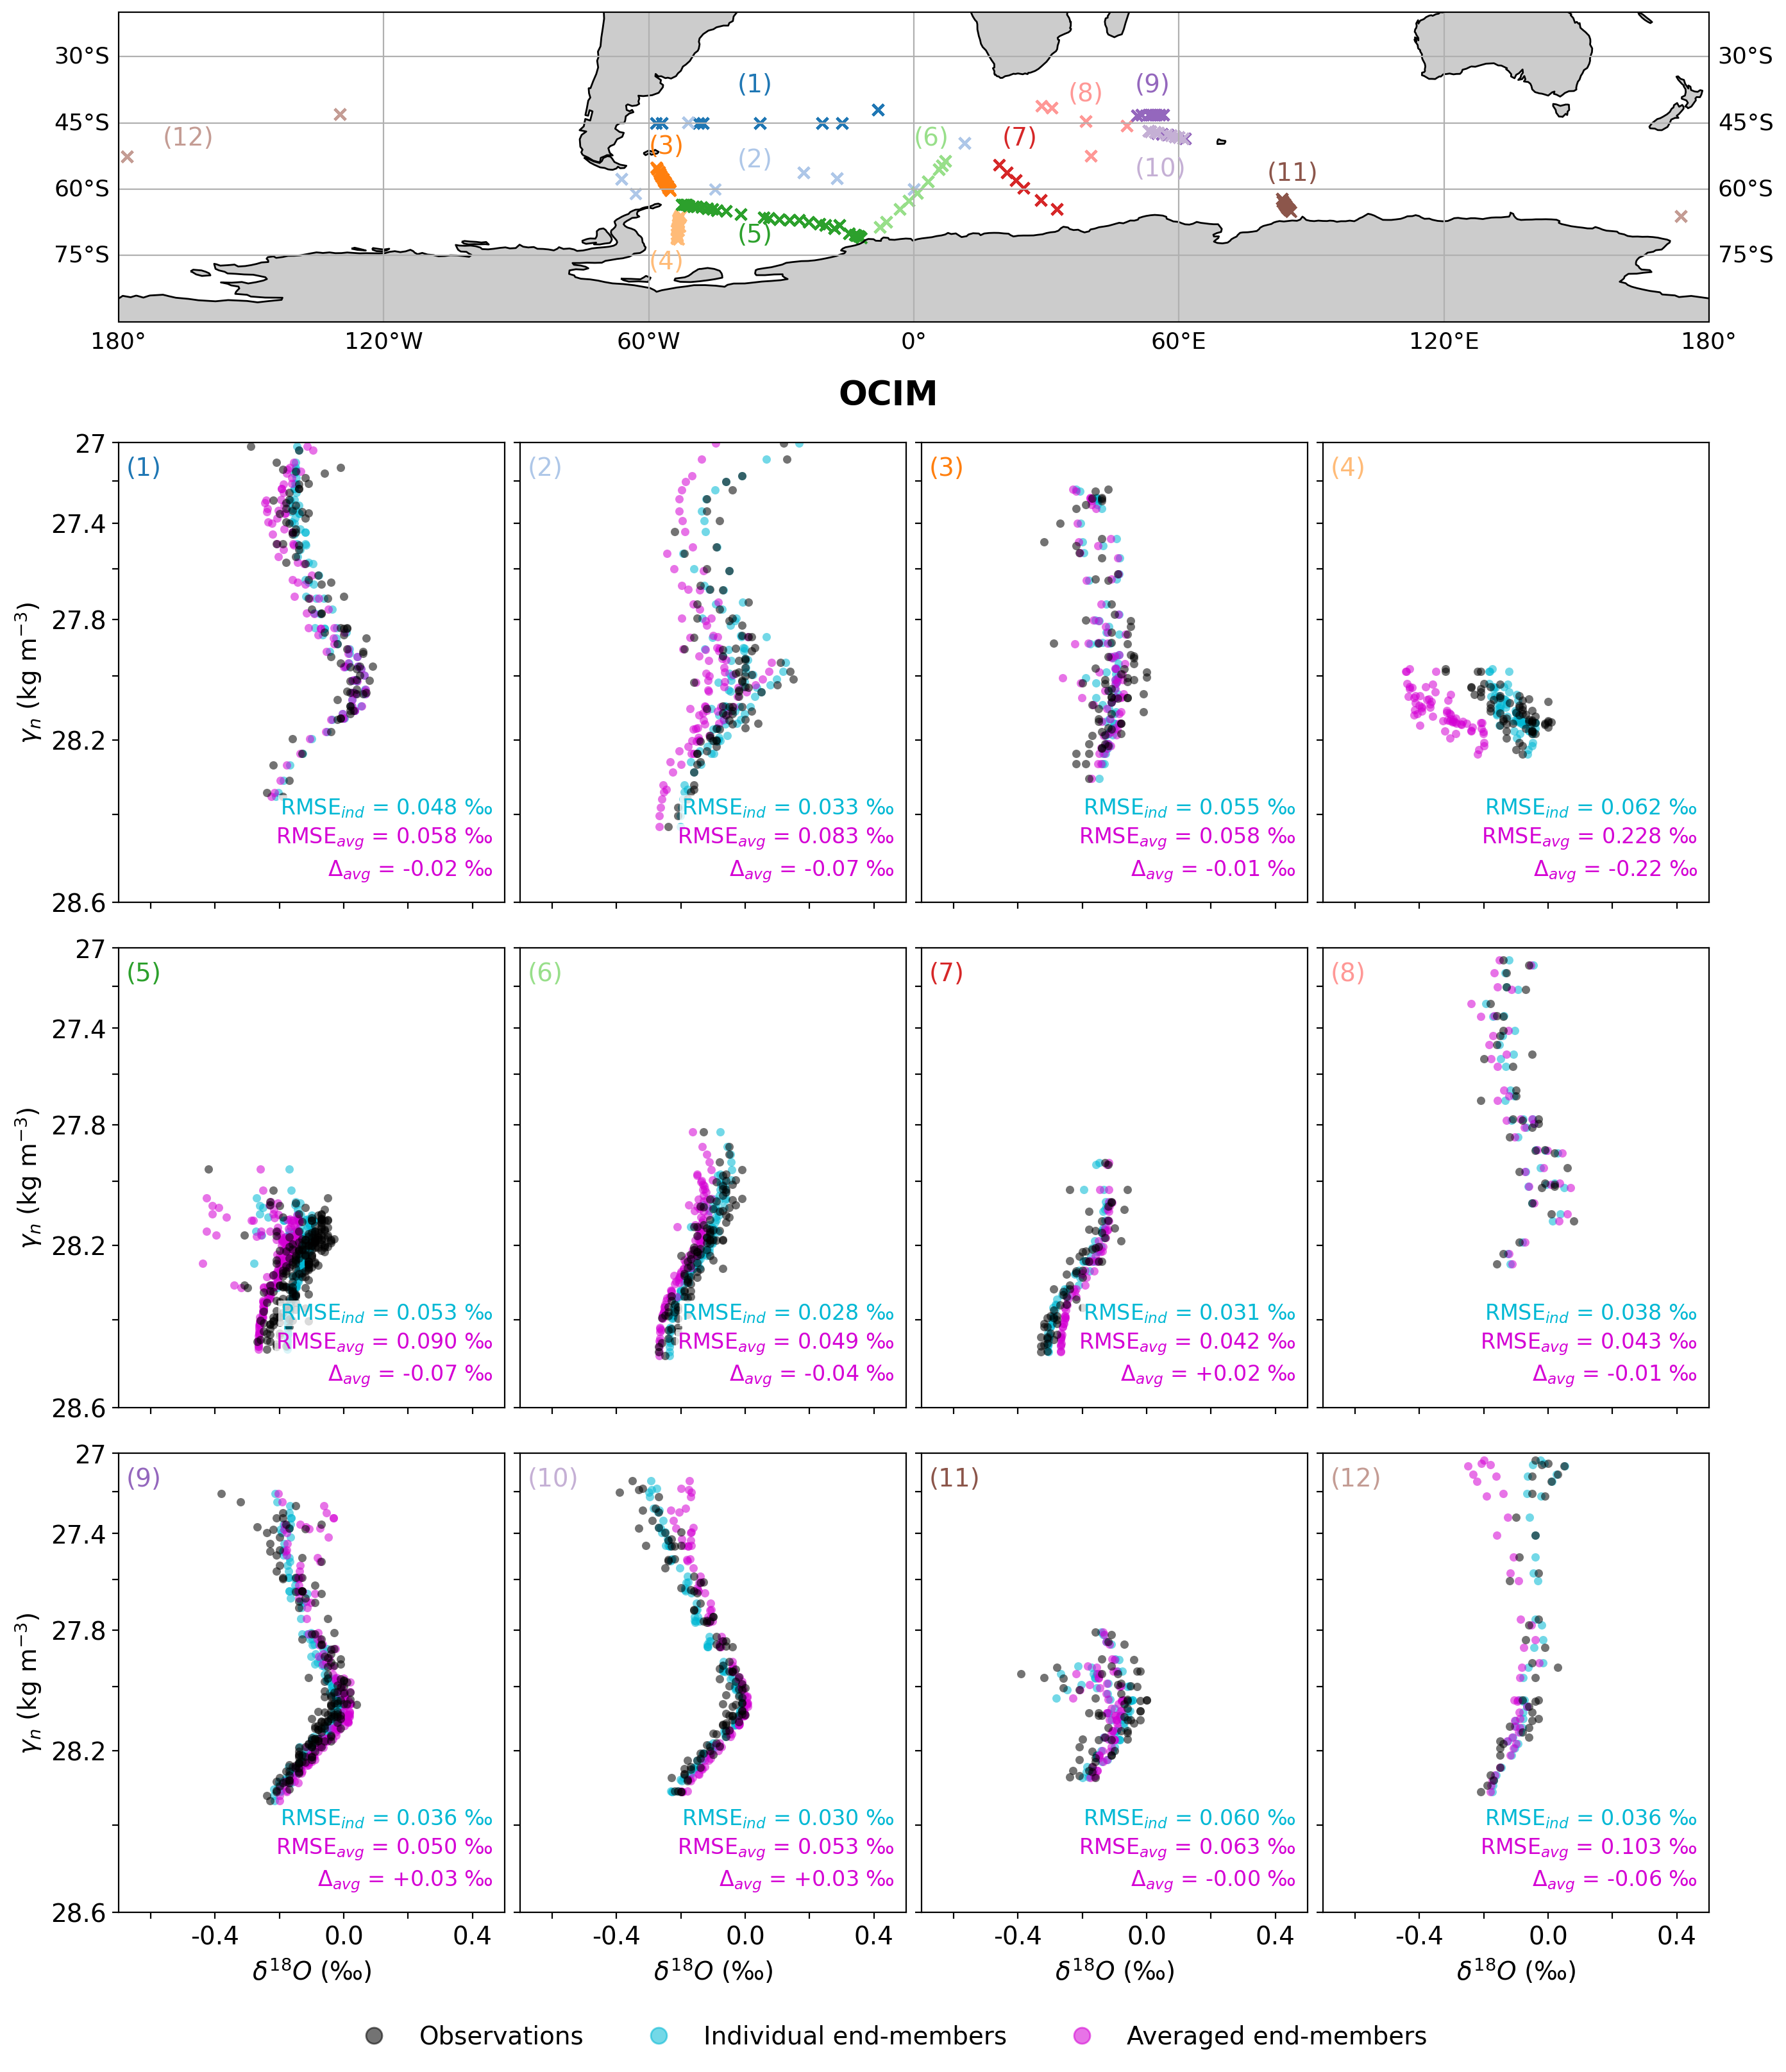 30°S 30°S
(1) (8) (9)
45°S 45°S
(12) (3) (2) (6) (7) (10) (11)
60°S 60°S
(5)
75°S (4) 75°S
180° 120°W 60°W 0° 60°E 120°E 180°
OCIM
27 (1) (2) (3) (4)
27.4
27.8
γn (kg m−3)
28.2
RMSEind = 0.048 ‰ RMSEind = 0.033 ‰ RMSEind = 0.055 ‰ RMSEind = 0.062 ‰
RMSEavg = 0.058 ‰ RMSEavg = 0.083 ‰ RMSEavg = 0.058 ‰ RMSEavg = 0.228 ‰
Δavg = -0.02 ‰ Δavg = -0.07 ‰ Δavg = -0.01 ‰ Δavg = -0.22 ‰
28.6
27 (5) (6) (7) (8)
27.4
27.8
γn (kg m−3)
28.2
RMSEind = 0.053 ‰ RMSEind = 0.028 ‰ RMSEind = 0.031 ‰ RMSEind = 0.038 ‰
RMSEavg = 0.090 ‰ RMSEavg = 0.049 ‰ RMSEavg = 0.042 ‰ RMSEavg = 0.043 ‰
Δavg = -0.07 ‰ Δavg = -0.04 ‰ Δavg = +0.02 ‰ Δavg = -0.01 ‰
28.6
27 (9) (10) (11) (12)
27.4
27.8
γn (kg m−3)
28.2
RMSEind = 0.036 ‰ RMSEind = 0.030 ‰ RMSEind = 0.060 ‰ RMSEind = 0.036 ‰
RMSEavg = 0.050 ‰ RMSEavg = 0.053 ‰ RMSEavg = 0.063 ‰ RMSEavg = 0.103 ‰
Δavg = +0.03 ‰ Δavg = +0.03 ‰ Δavg = -0.00 ‰ Δavg = -0.06 ‰
28.6
-0.4 0.0 0.4 -0.4 0.0 0.4 -0.4 0.0 0.4 -0.4 0.0 0.4
δ18O (‰) δ18O (‰) δ18O (‰) δ18O (‰)
Observations Individual end-members Averaged end-members